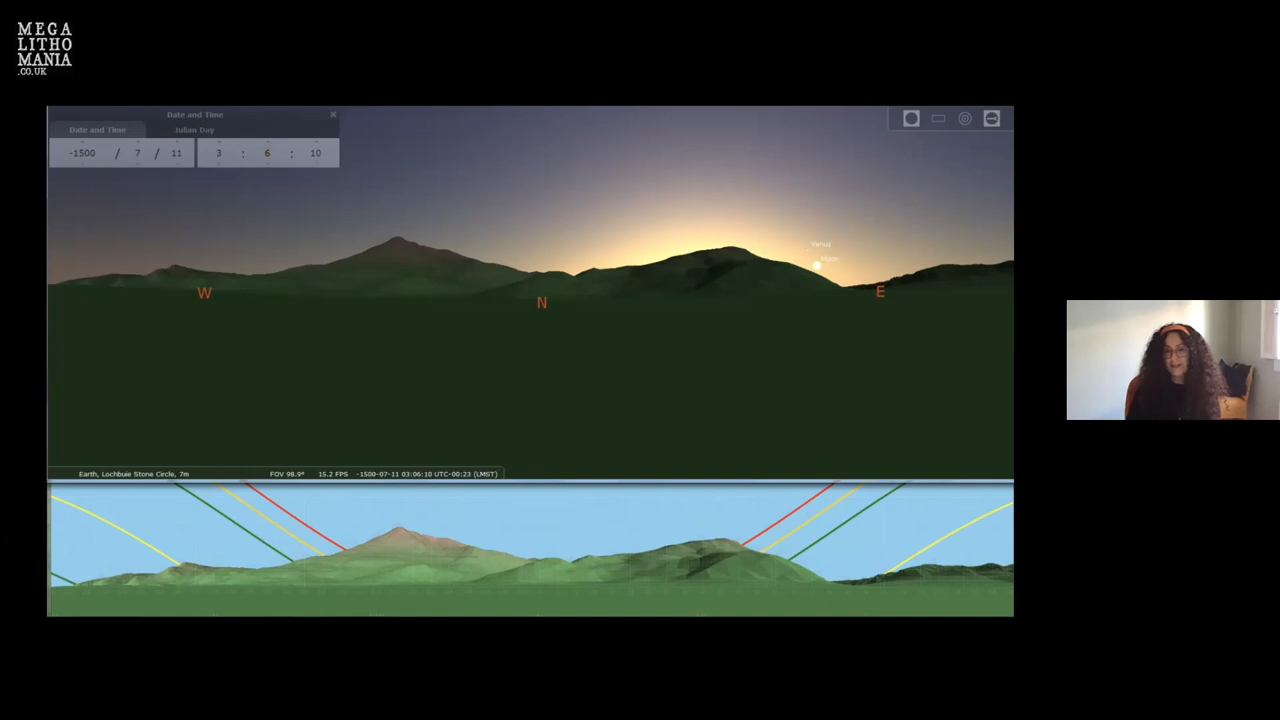 MEGA
LITHO
MANIA
.CO.UK
Date and Time
Date and Time Julian Day
-1500 / 7 / 11 3 : 6 : 10
Venus
Moon
W
N
E
Earth, Lochbuie Stone Circle, 7m FOV 98.9° 15.2 FPS -1500-07-11 03:06:10 UTC-00:23 (LMST)